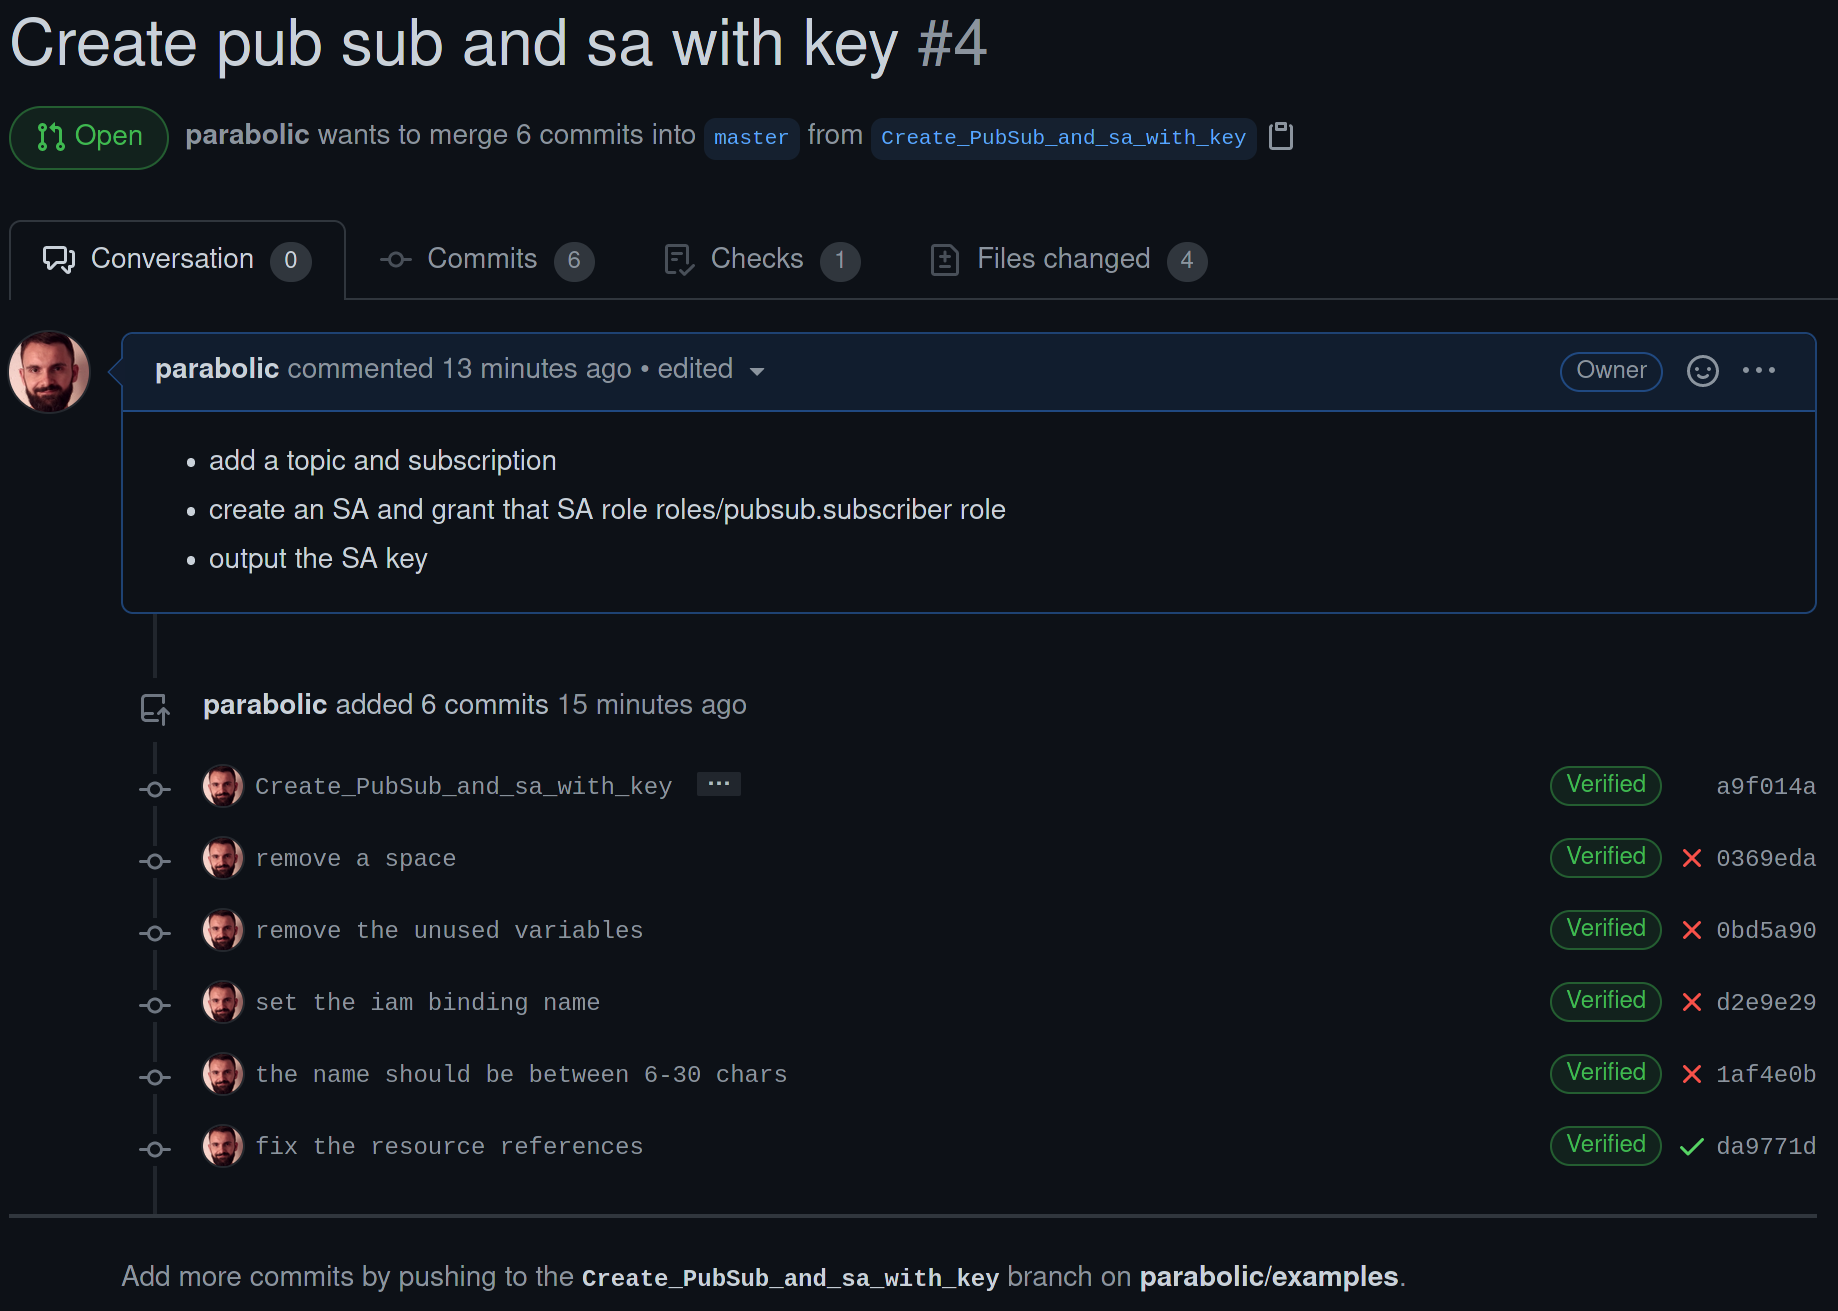 Create pub sub and sa with key #4
Open parabolic wants to merge 6 commits into master from Create_PubSub_and_sa_with_key
Conversation 0 Commits 6 Checks 1 Files changed 4
parabolic commented 13 minutes ago • edited Owner
• add a topic and subscription
• create an SA and grant that SA role roles/pubsub.subscriber role
• output the SA key
parabolic added 6 commits 15 minutes ago
Create_PubSub_and_sa_with_key ... Verified a9f014a
remove a space Verified 0369eda
remove the unused variables Verified 0bd5a90
set the iam binding name Verified d2e9e29
the name should be between 6-30 chars Verified 1af4e0b
fix the resource references Verified da9771d
Add more commits by pushing to the Create_PubSub_and_sa_with_key branch on parabolic/examples.